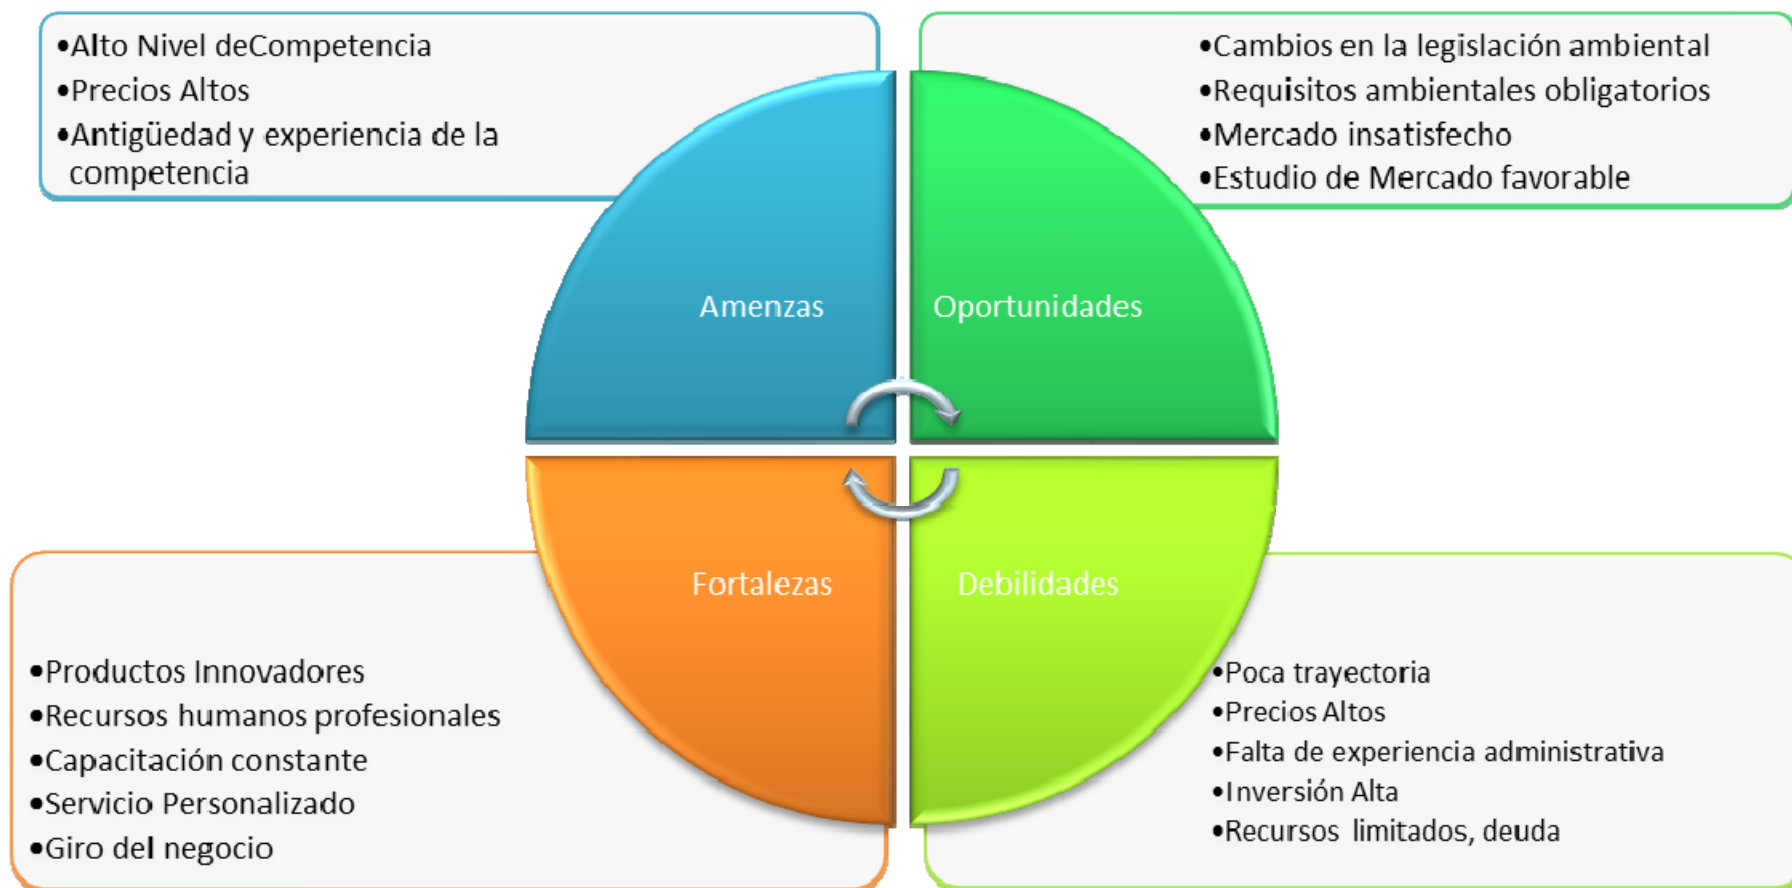 •Alto Nivel deCompetencia
•Precios Altos
•Antigüedad y experiencia de la
competencia
•Cambios en la legislación ambiental
•Requisitos ambientales obligatorios
•Mercado insatisfecho
•Estudio de Mercado favorable
Amenzas
Oportunidades
Fortalezas
Debilidades
•Productos Innovadores
•Recursos humanos profesionales
•Capacitación constante
•Servicio Personalizado
•Giro del negocio
•Poca trayectoria
•Precios Altos
•Falta de experiencia administrativa
•Inversión Alta
•Recursos limitados, deuda